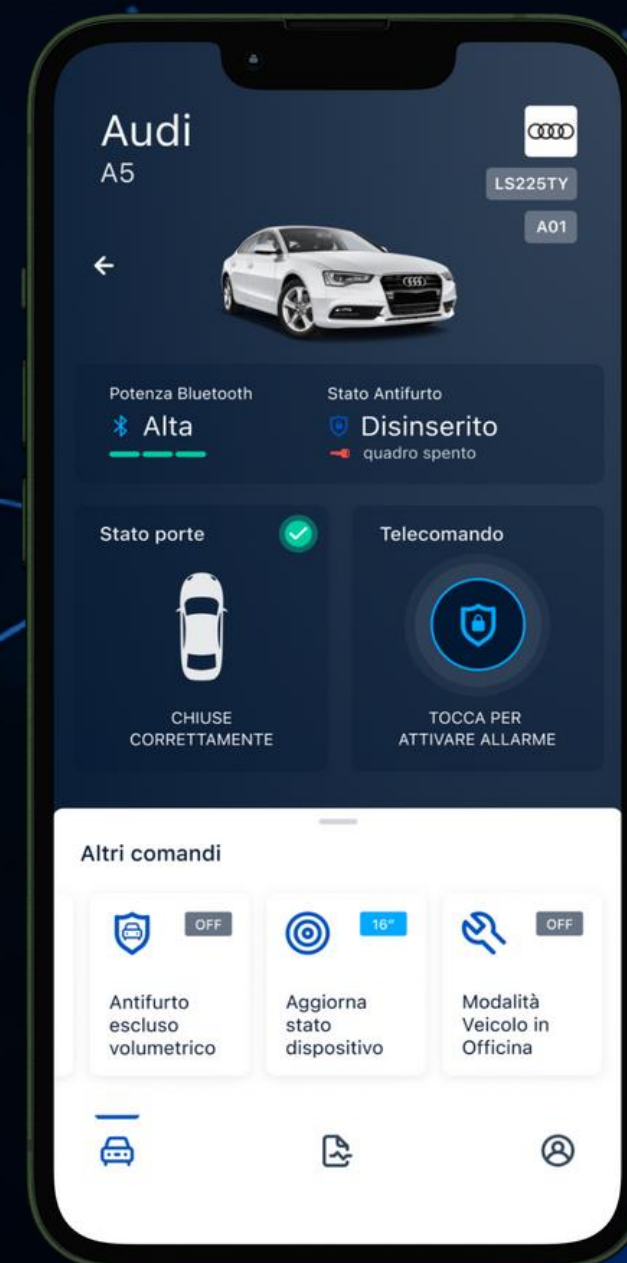 Audi
A5
LS225TY
A01
Potenza Bluetooth
Alta
Stato Antifurto
Disinserito
quadro spento
Stato porte
CHIUSE
CORRETTAMENTE
Telecomando
TOCCA PER
ATTIVARE ALLARME
Altri comandi
OFF
Antifurto
escluso
volumetrico
16"
Aggiorna
stato
dispositivo
OFF
Modalità
Veicolo in
Officina